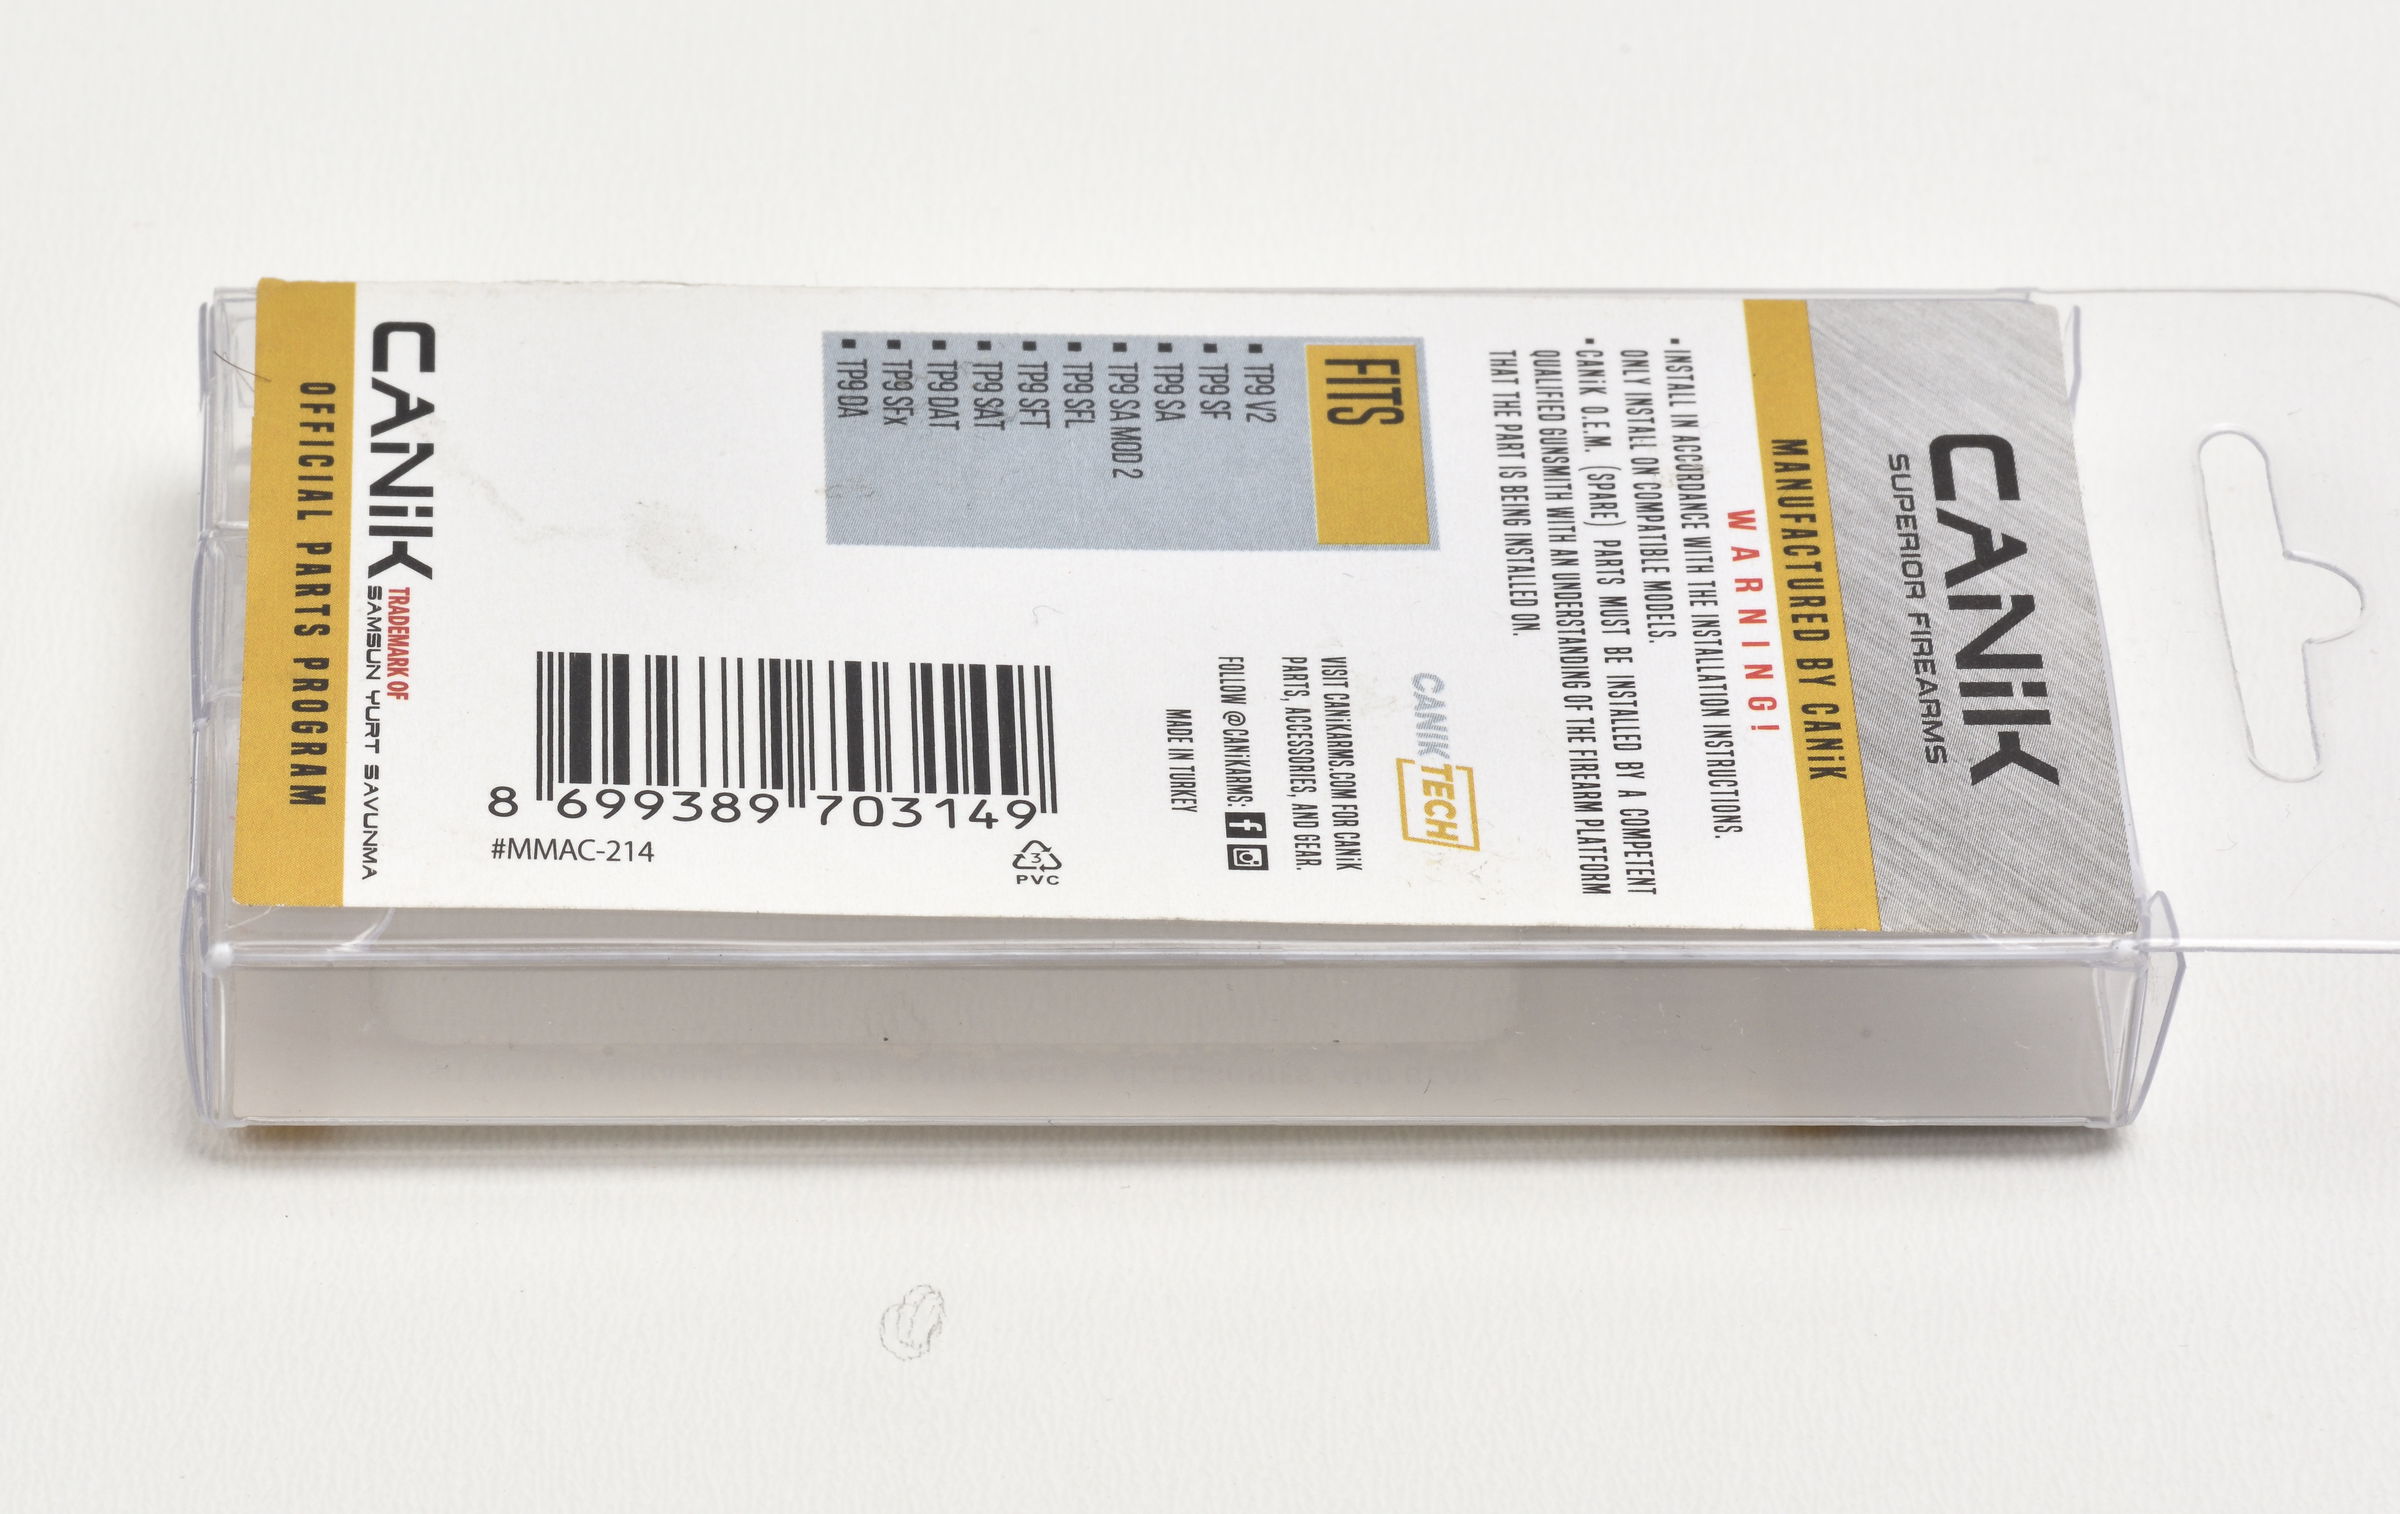 CANiK
SUPERIOR FIREARMS
MANUFACTURED BY CANiK
WARNING!
▪ INSTALL IN ACCORDANCE WITH THE INSTALLATION INSTRUCTIONS.
ONLY INSTALL ON COMPATIBLE MODELS.
▪ CANiK O.E.M. (SPARE) PARTS MUST BE INSTALLED BY A COMPETENT
QUALIFIED GUNSMITH WITH AN UNDERSTANDING OF THE FIREARM PLATFORM
THAT THE PART IS BEING INSTALLED ON.
FITS
▪ TP9 V2
▪ TP9 SF
▪ TP9 SA
▪ TP9 SA MOD 2
▪ TP9 SFL
▪ TP9 SFT
▪ TP9 SAT
▪ TP9 DAT
▪ TP9 SFx
▪ TP9 DA
CANIK TECH
VISIT CANiKARMS.COM FOR CANiK
PARTS, ACCESSORIES, AND GEAR.
FOLLOW @CANiKARMS: f
MADE IN TURKEY
8 699389 703149
#MMAC-214
3
PVC
CANiK
TRADEMARK OF
SAMSUN YURT SAVUNMA
OFFICIAL PARTS PROGRAM